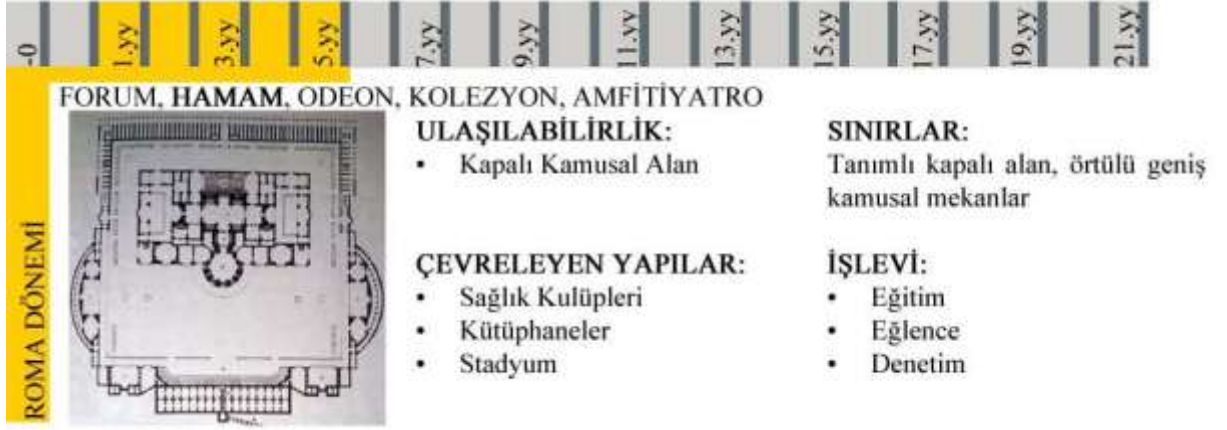 -0 1.yy 3.yy 5.yy 7.yy 9.yy 11.yy 13.yy 15.yy 17.yy 19.yy 21.yy
FORUM, HAMAM, ODEON, KOLEZYON, AMFİTİYATRO
ROMA DÖNEMİ
ULAŞILABİLİRLİK:
• Kapalı Kamusal Alan
SINIRLAR:
Tanımlı kapalı alan, örtülü geniş
kamusal mekanlar
ÇEVRELEYEN YAPILAR:
• Sağlık Kulüpleri
• Kütüphaneler
• Stadyum
İŞLEVİ:
• Eğitim
• Eğlence
• Denetim